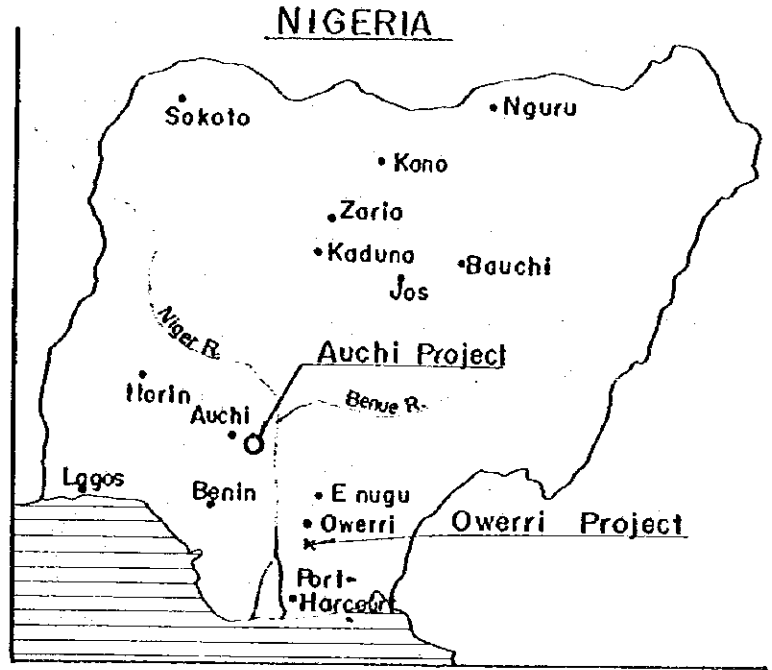 NIGERIA
Sokoto
Nguru
Kano
Zaria
Kaduna
Bauchi
Jos
Niger R.
Auchi Project
Ilorin
Benue R.
Auchi
Lagos
Benin
Enugu
Owerri
Owerri Project
Port-
Harcourt